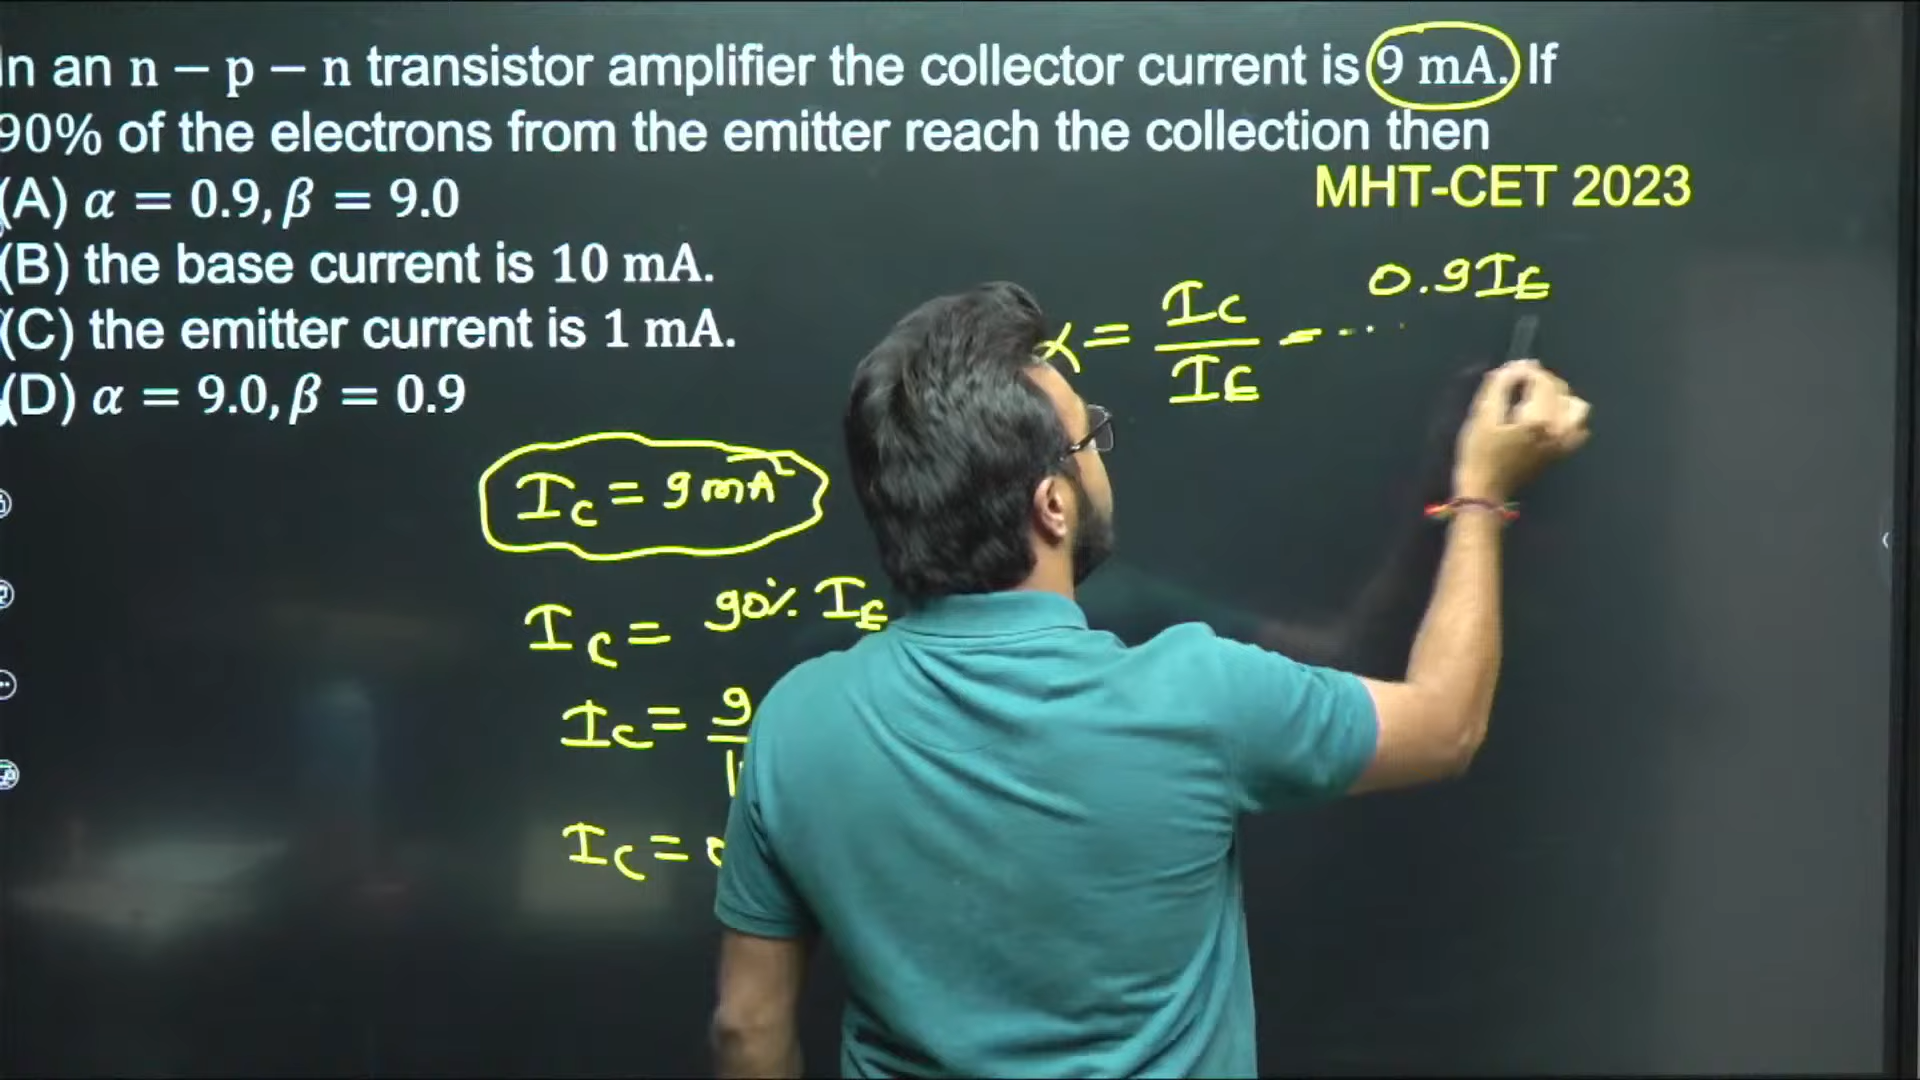 In an n – p – n transistor amplifier the collector current is 9 mA. If
90% of the electrons from the emitter reach the collection then
MHT-CET 2023
(A) α = 0.9, β = 9.0
(B) the base current is 10 mA.
(C) the emitter current is 1 mA.
(D) α = 9.0, β = 0.9
α = I_C / I_E = 0.9 I_E
I_C = 9 mA
I_C = 90% I_E
I_C = 9
I_C =